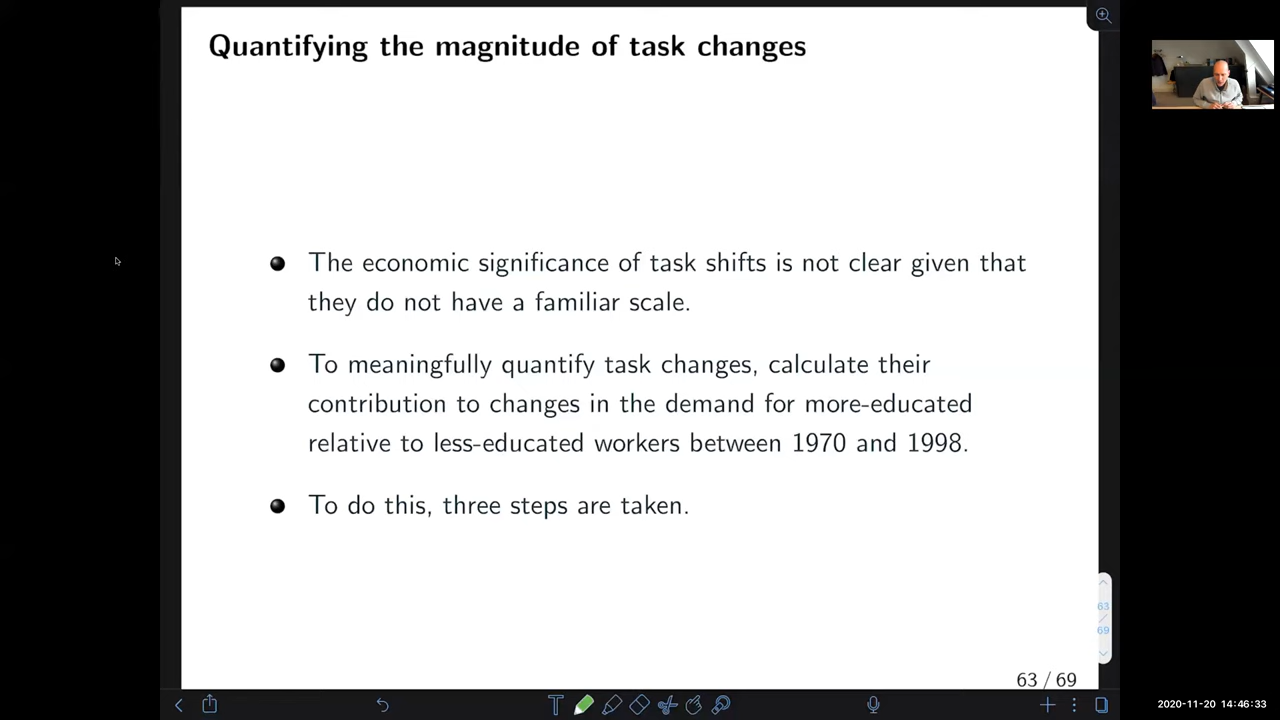 Quantifying the magnitude of task changes
The economic significance of task shifts is not clear given that
they do not have a familiar scale.
To meaningfully quantify task changes, calculate their
contribution to changes in the demand for more-educated
relative to less-educated workers between 1970 and 1998.
To do this, three steps are taken.
63
69
63 / 69
2020-11-20 14:46:33